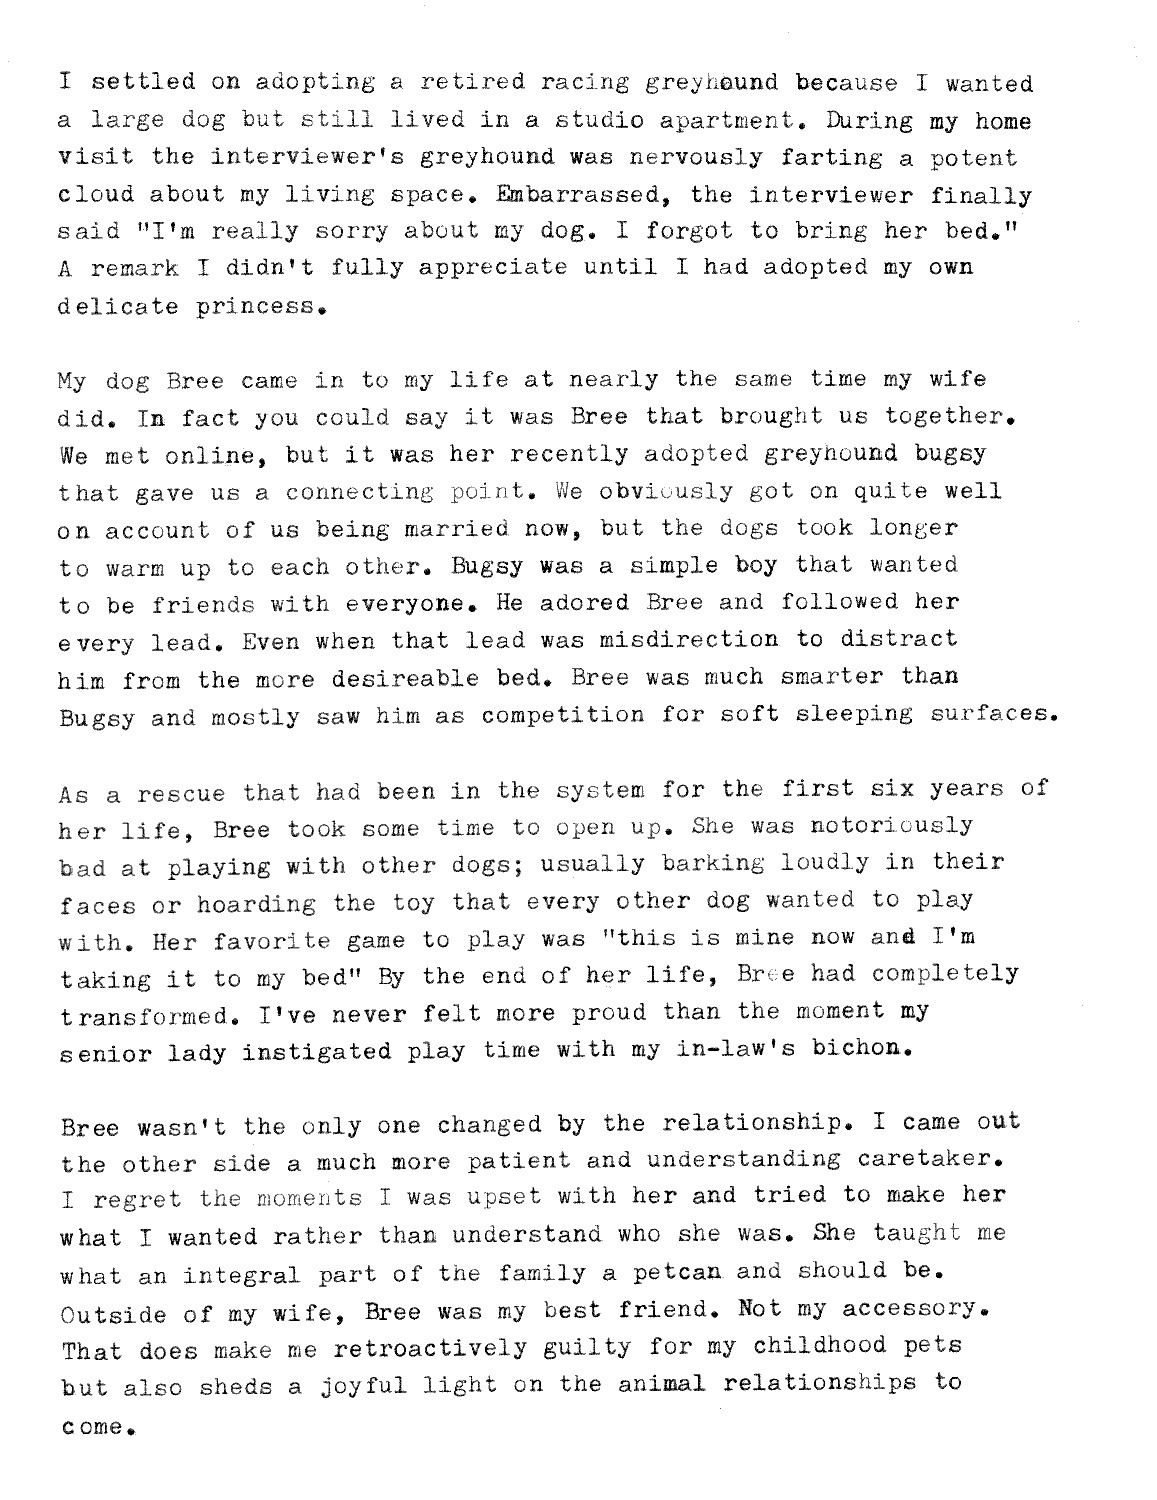 I settled on adopting a retired racing greyhound because I wanted
a large dog but still lived in a studio apartment. During my home
visit the interviewer's greyhound was nervously farting a potent
cloud about my living space. Embarrassed, the interviewer finally
said "I'm really sorry about my dog. I forgot to bring her bed."
A remark I didn't fully appreciate until I had adopted my own
delicate princess.

My dog Bree came in to my life at nearly the same time my wife
did. In fact you could say it was Bree that brought us together.
We met online, but it was her recently adopted greyhound bugsy
that gave us a connecting point. We obviously got on quite well
on account of us being married now, but the dogs took longer
to warm up to each other. Bugsy was a simple boy that wanted
to be friends with everyone. He adored Bree and followed her
every lead. Even when that lead was misdirection to distract
him from the more desireable bed. Bree was much smarter than
Bugsy and mostly saw him as competition for soft sleeping surfaces.

As a rescue that had been in the system for the first six years of
her life, Bree took some time to open up. She was notoriously
bad at playing with other dogs; usually barking loudly in their
faces or hoarding the toy that every other dog wanted to play
with. Her favorite game to play was "this is mine now and I'm
taking it to my bed" By the end of her life, Bree had completely
transformed. I've never felt more proud than the moment my
senior lady instigated play time with my in-law's bichon.

Bree wasn't the only one changed by the relationship. I came out
the other side a much more patient and understanding caretaker.
I regret the moments I was upset with her and tried to make her
what I wanted rather than understand who she was. She taught me
what an integral part of the family a petcan and should be.
Outside of my wife, Bree was my best friend. Not my accessory.
That does make me retroactively guilty for my childhood pets
but also sheds a joyful light on the animal relationships to
come.